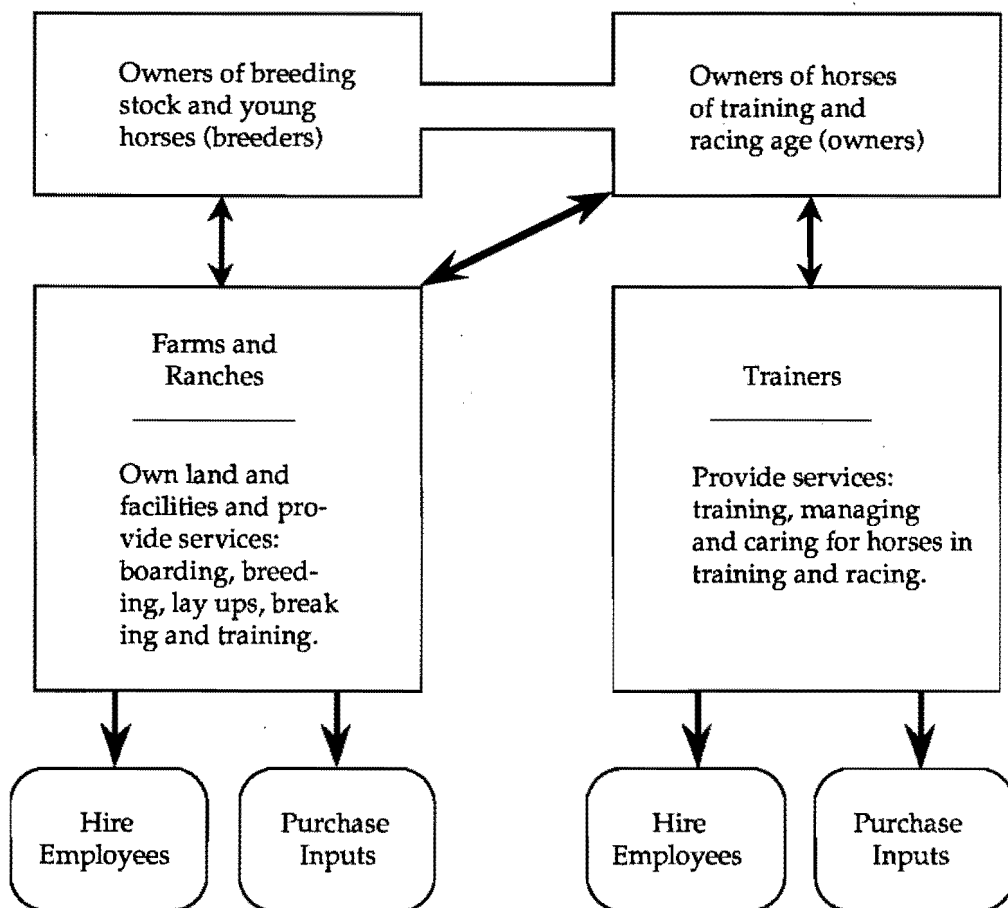 Owners of breeding
stock and young
horses (breeders)
Owners of horses
of training and
racing age (owners)
Farms and
Ranches
Own land and
facilities and pro-
vide services:
boarding, breed-
ing, lay ups, break
ing and training.
Trainers
Provide services:
training, managing
and caring for horses in
training and racing.
Hire
Employees
Purchase
Inputs
Hire
Employees
Purchase
Inputs